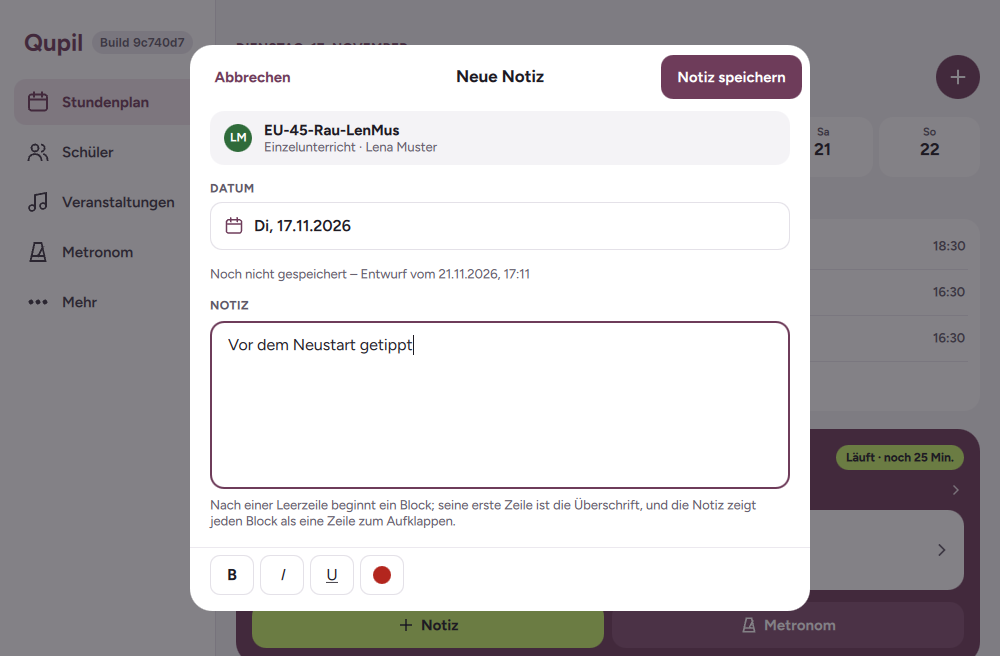 Qupil
Build 9c740d7
Stundenplan
Schüler
Veranstaltungen
Metronom
Mehr
Abbrechen
Neue Notiz
Notiz speichern
LM
EU-45-Rau-LenMus
Einzelunterricht · Lena Muster
DATUM
Di, 17.11.2026
Noch nicht gespeichert – Entwurf vom 21.11.2026, 17:11
NOTIZ
Vor dem Neustart getippt
Nach einer Leerzeile beginnt ein Block; seine erste Zeile ist die Überschrift, und die Notiz zeigt
jeden Block als eine Zeile zum Aufklappen.
B
I
U
Sa
21
So
22
18:30
16:30
16:30
Läuft · noch 25 Min.
Notiz
Metronom